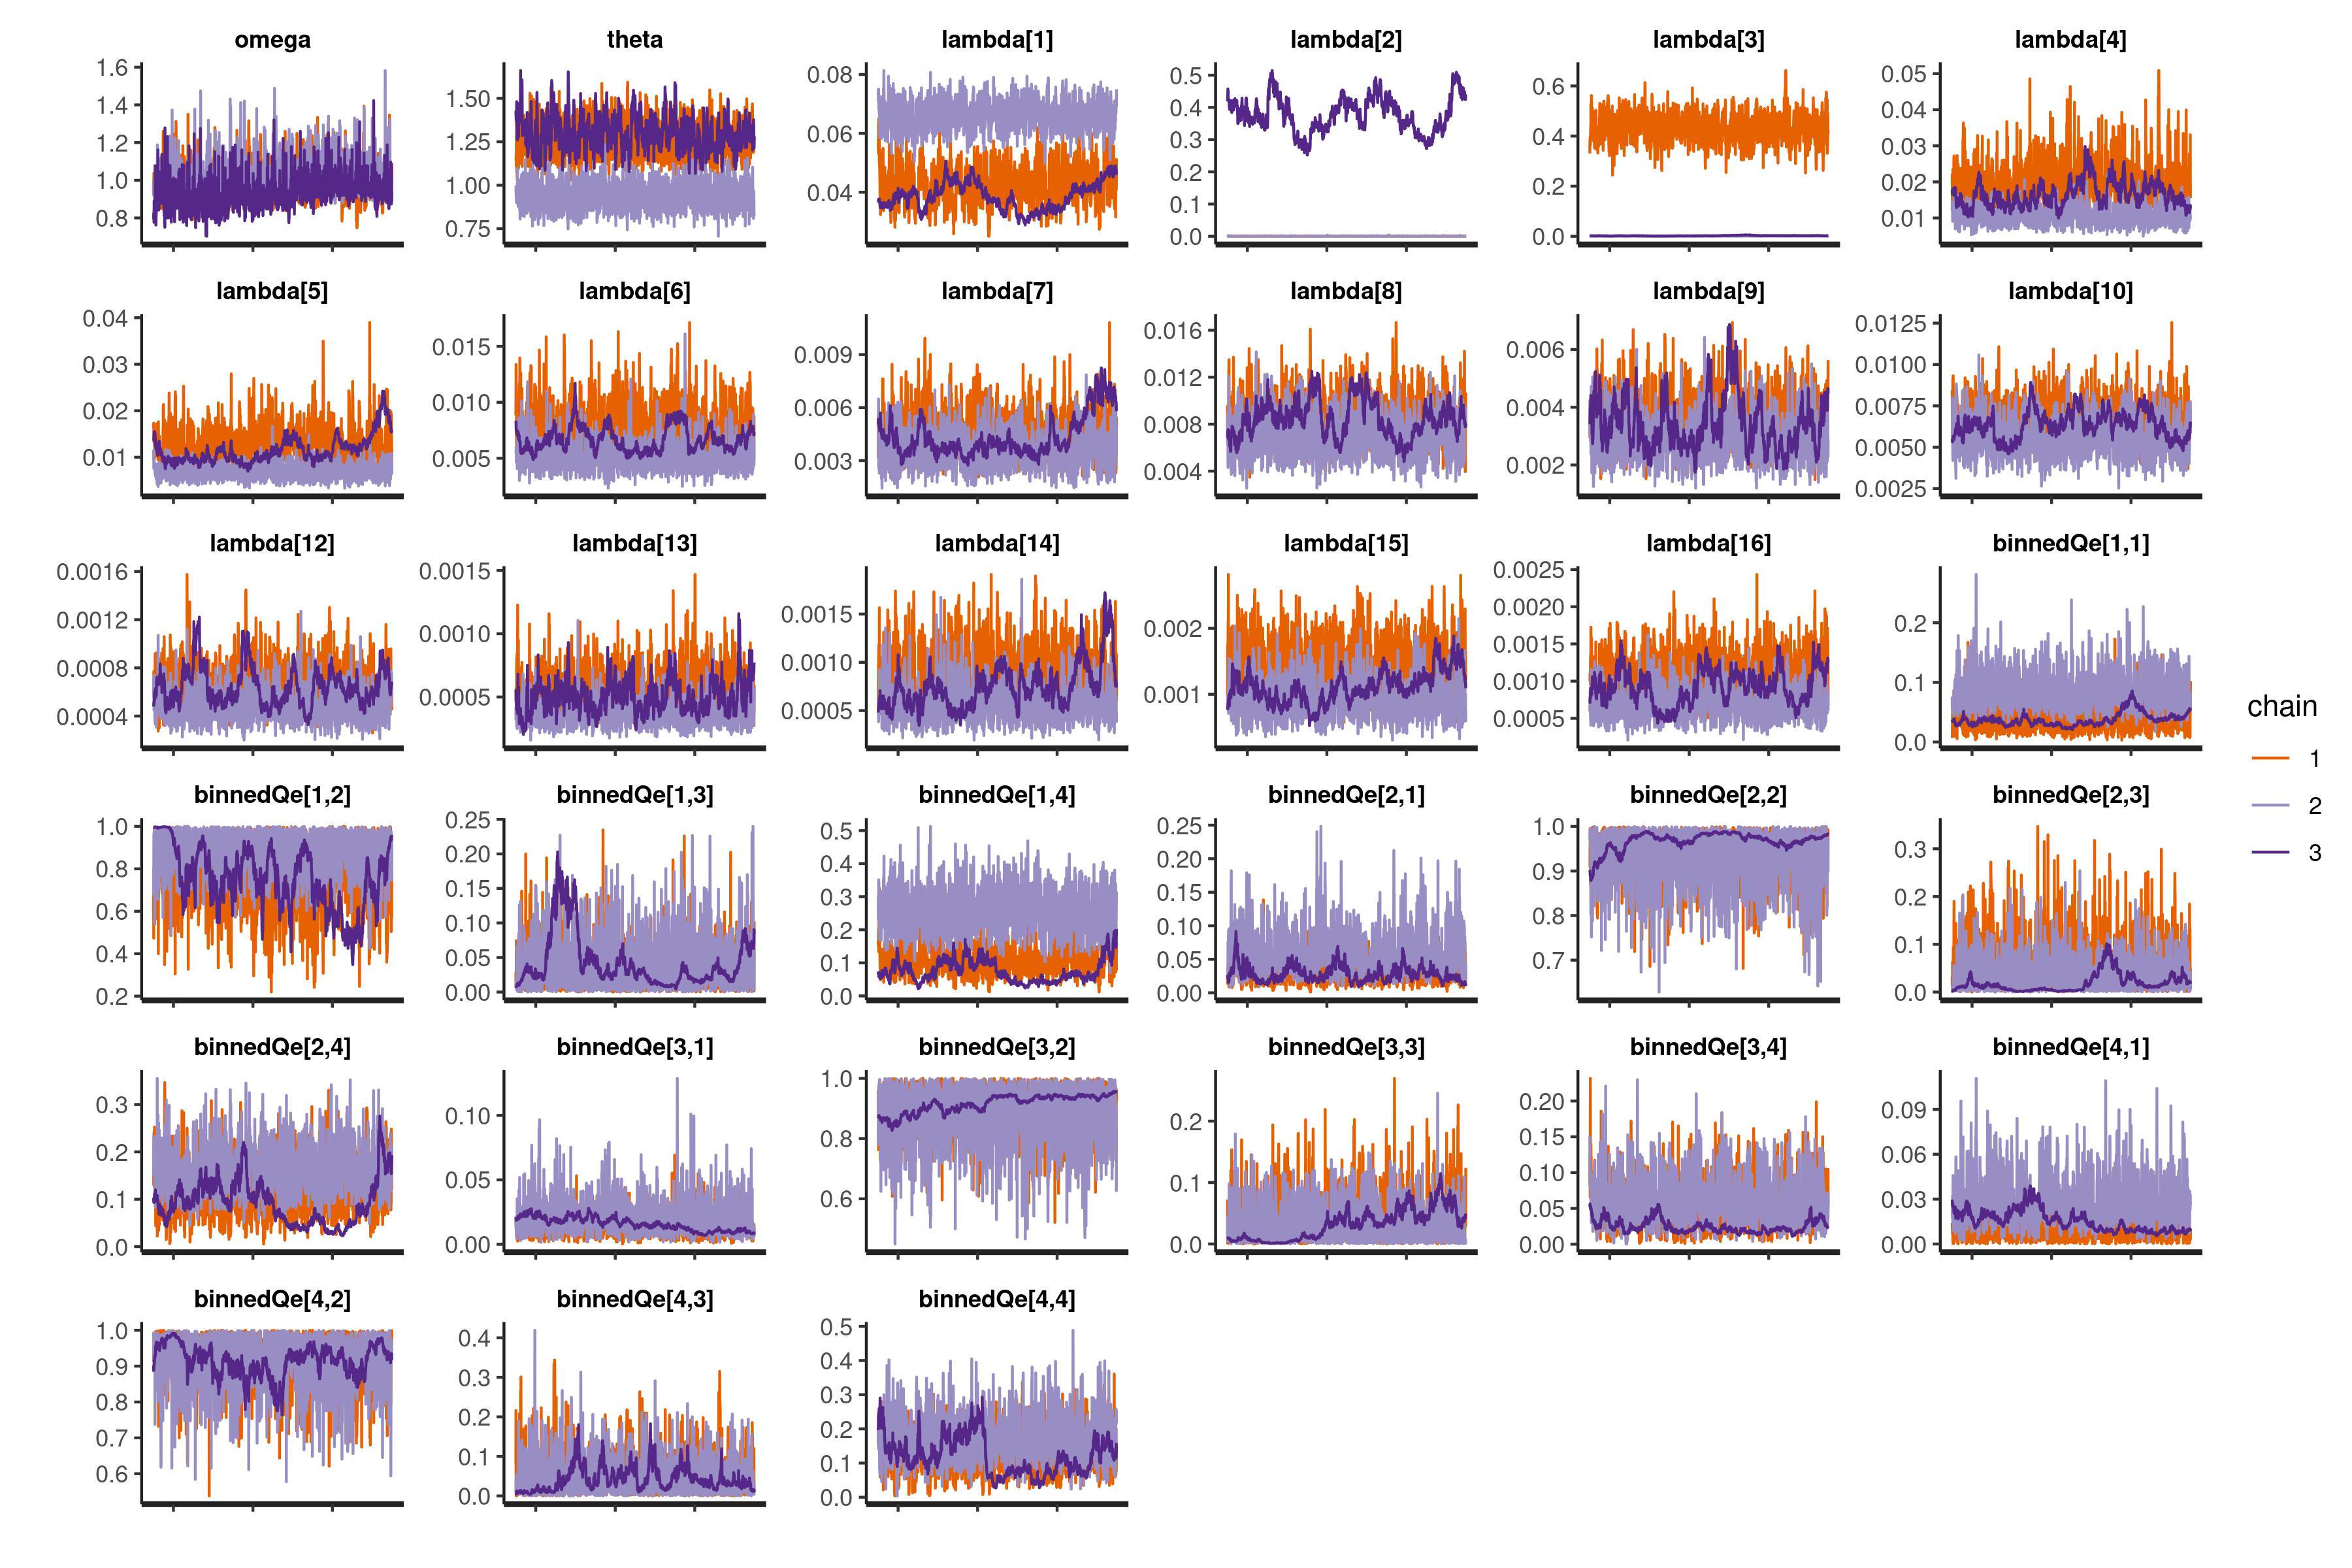 omega theta lambda[1] lambda[2] lambda[3] lambda[4]
1.6 1.4 1.2 1.0 0.8
1.50 1.25 1.00 0.75
0.08 0.06 0.04
0.5 0.4 0.3 0.2 0.1 0.0
0.6 0.4 0.2 0.0
0.05 0.04 0.03 0.02 0.01
lambda[5] lambda[6] lambda[7] lambda[8] lambda[9] lambda[10]
0.04 0.03 0.02 0.01
0.015 0.010 0.005
0.009 0.006 0.003
0.016 0.012 0.008 0.004
0.006 0.004 0.002
0.0125 0.0100 0.0075 0.0050 0.0025
lambda[12] lambda[13] lambda[14] lambda[15] lambda[16] binnedQe[1,1]
0.0016 0.0012 0.0008 0.0004
0.0015 0.0010 0.0005
0.0015 0.0010 0.0005
0.002 0.001
0.0025 0.0020 0.0015 0.0010 0.0005
0.2 0.1 0.0
chain
1
2
3
binnedQe[1,2] binnedQe[1,3] binnedQe[1,4] binnedQe[2,1] binnedQe[2,2] binnedQe[2,3]
1.0 0.8 0.6 0.4 0.2
0.25 0.20 0.15 0.10 0.05 0.00
0.5 0.4 0.3 0.2 0.1 0.0
0.25 0.20 0.15 0.10 0.05 0.00
1.0 0.9 0.8 0.7
0.3 0.2 0.1 0.0
binnedQe[2,4] binnedQe[3,1] binnedQe[3,2] binnedQe[3,3] binnedQe[3,4] binnedQe[4,1]
0.3 0.2 0.1 0.0
0.10 0.05 0.00
1.0 0.8 0.6
0.2 0.1 0.0
0.20 0.15 0.10 0.05 0.00
0.09 0.06 0.03 0.00
binnedQe[4,2] binnedQe[4,3] binnedQe[4,4]
1.0 0.9 0.8 0.7 0.6
0.4 0.3 0.2 0.1 0.0
0.5 0.4 0.3 0.2 0.1 0.0